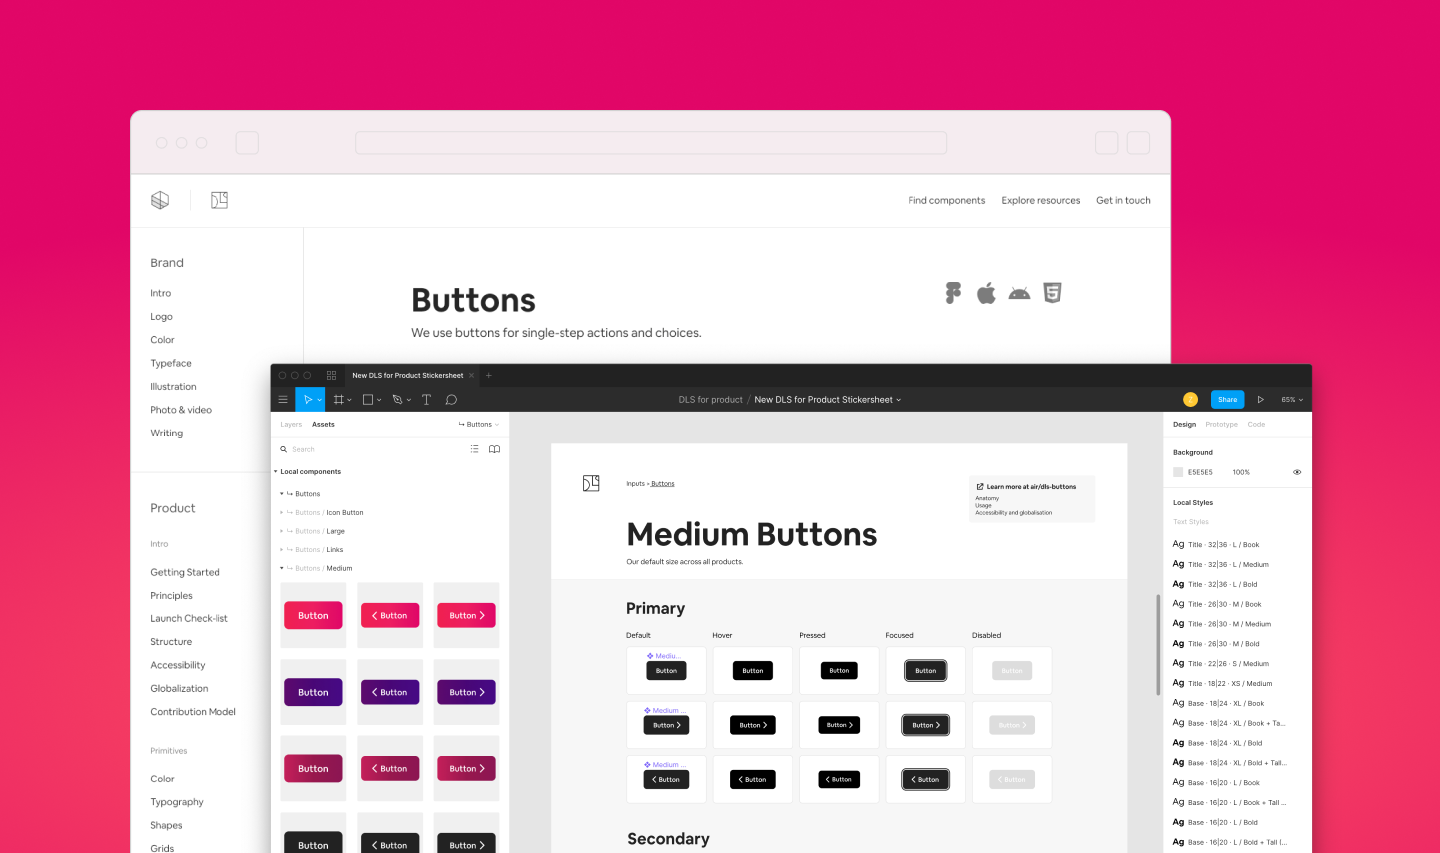 Find components
Explore resources
Get in touch
Brand
Intro
Logo
Color
Typeface
Illustration
Photo & video
Writing
Product
Intro
Getting Started
Principles
Launch Check-list
Structure
Accessibility
Globalization
Contribution Model
Primitives
Color
Typography
Shapes
Grids
Buttons
We use buttons for single-step actions and choices.
New DLS for Product Stickersheet
DLS for product / New DLS for Product Stickersheet
Share
65%
Layers
Assets
Buttons
Search
Local components
Buttons
Buttons / Icon Button
Buttons / Large
Buttons / Links
Buttons / Medium
Button
Button
Button
Button
Button
Button
Button
Button
Button
Button
Button
Button
Inputs > Buttons
Learn more at air/dls-buttons
Anatomy
Usage
Accessibility and globalisation
Medium Buttons
Our default size across all products.
Primary
Default
Hover
Pressed
Focused
Disabled
Mediu...
Button
Button
Button
Button
Button
Medium ...
Button
Button
Button
Button
Button
Medium ...
Button
Button
Button
Button
Button
Secondary
Design
Prototype
Code
Background
E5E5E5
100%
Local Styles
Text Styles
Ag Title · 32|36 · L / Book
Ag Title · 32|36 · L / Medium
Ag Title · 32|36 · L / Bold
Ag Title · 26|30 · M / Book
Ag Title · 26|30 · M / Medium
Ag Title · 26|30 · M / Bold
Ag Title · 22|26 · S / Medium
Ag Title · 18|22 · XS / Medium
Ag Base · 18|24 · XL / Book
Ag Base · 18|24 · XL / Book + Ta...
Ag Base · 18|24 · XL / Bold
Ag Base · 18|24 · XL / Bold + Tall...
Ag Base · 16|20 · L / Book
Ag Base · 16|20 · L / Book + Tall ...
Ag Base · 16|20 · L / Bold
Ag Base · 16|20 · L / Bold + Tall (...